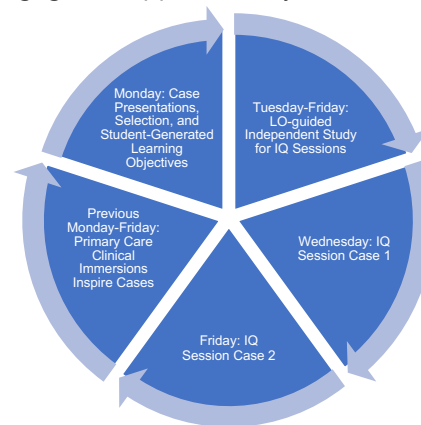 Monday: Case
Presentations,
Selection, and
Student-Generated
Learning
Objectives
Tuesday-Friday:
LO-guided
Independent Study
for IQ Sessions
Wednesday: IQ
Session Case 1
Friday: IQ
Session Case 2
Previous
Monday-Friday:
Primary Care
Clinical
Immersions
Inspire Cases